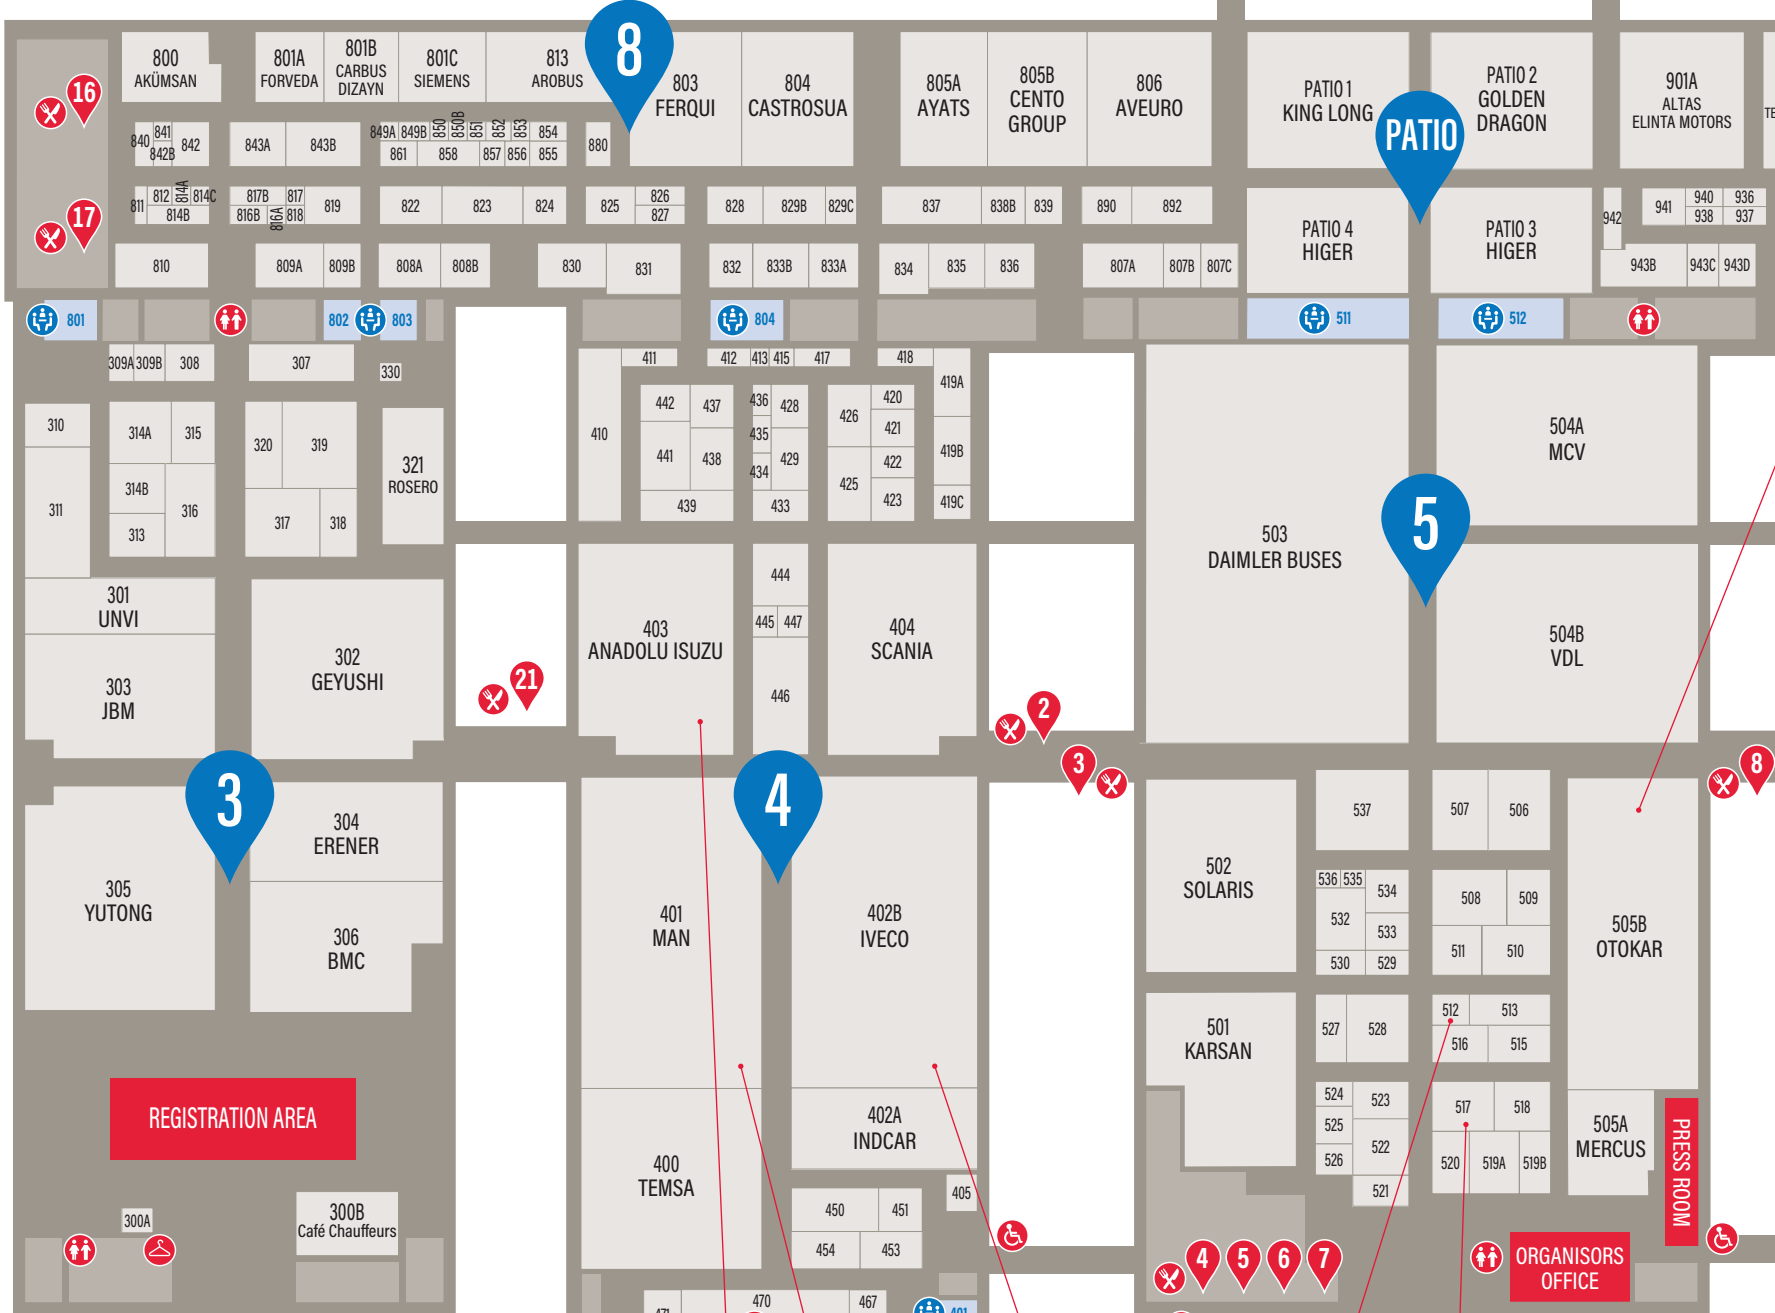 800
AKÜMSAN
801A
FORVEDA
801B
CARBUS
DIZAYN
801C
SIEMENS
813
AROBUS
8
803
FERQUI
804
CASTROSUA
805A
AYATS
805B
CENTO
GROUP
806
AVEURO
PATIO 1
KING LONG
PATIO
PATIO 2
GOLDEN
DRAGON
901A
ALTAS
ELINTA MOTORS
TE
16
840
841
842B
842
843A
843B
849A
849B
850
850B
851
852
853
854
861
858
857
856
855
880
17
811
812
814A
814C
814B
817B
817
816B
816A
818
819
822
823
824
825
826
827
828
829B
829C
837
838B
839
890
892
PATIO 4
HIGER
PATIO 3
HIGER
942
941
940
936
938
937
810
809A
809B
808A
808B
830
831
832
833B
833A
834
835
836
807A
807B
807C
943B
943C
943D
801
802
803
804
511
512
309A
309B
308
307
330
411
412
413
415
417
418
419A
310
314A
315
320
319
321
ROSERO
410
442
437
436
428
426
420
421
435
441
438
434
429
425
422
423
419B
419C
439
433
311
314B
313
316
317
318
503
DAIMLER BUSES
504A
MCV
5
301
UNVI
303
JBM
302
GEYUSHI
21
403
ANADOLU ISUZU
444
445
447
446
404
SCANIA
2
3
504B
VDL
8
3
4
305
YUTONG
304
ERENER
306
BMC
401
MAN
402B
IVECO
502
SOLARIS
537
507
506
536
535
534
532
533
530
529
508
509
511
510
505B
OTOKAR
501
KARSAN
527
528
512
513
516
515
REGISTRATION AREA
400
TEMSA
402A
INDCAR
524
523
525
522
526
521
517
518
520
519A
519B
505A
MERCUS
PRESS ROOM
300A
300B
Café Chauffeurs
405
450
451
454
453
4
5
6
7
ORGANISORS
OFFICE
471
470
467
401